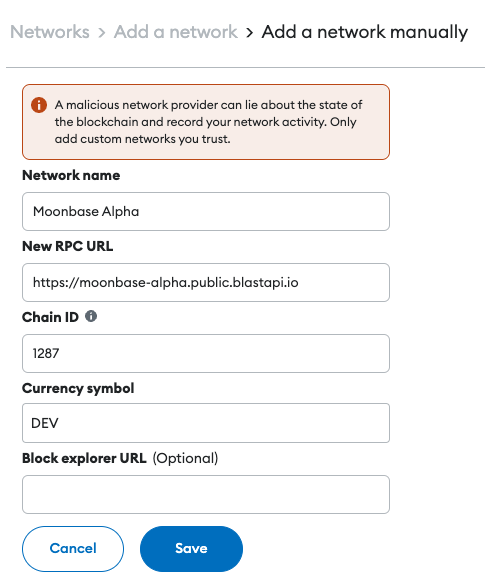 Networks > Add a network > Add a network manually
A malicious network provider can lie about the state of
the blockchain and record your network activity. Only
add custom networks you trust.
Network name
Moonbase Alpha
New RPC URL
https://moonbase-alpha.public.blastapi.io
Chain ID
1287
Currency symbol
DEV
Block explorer URL (Optional)
Cancel Save